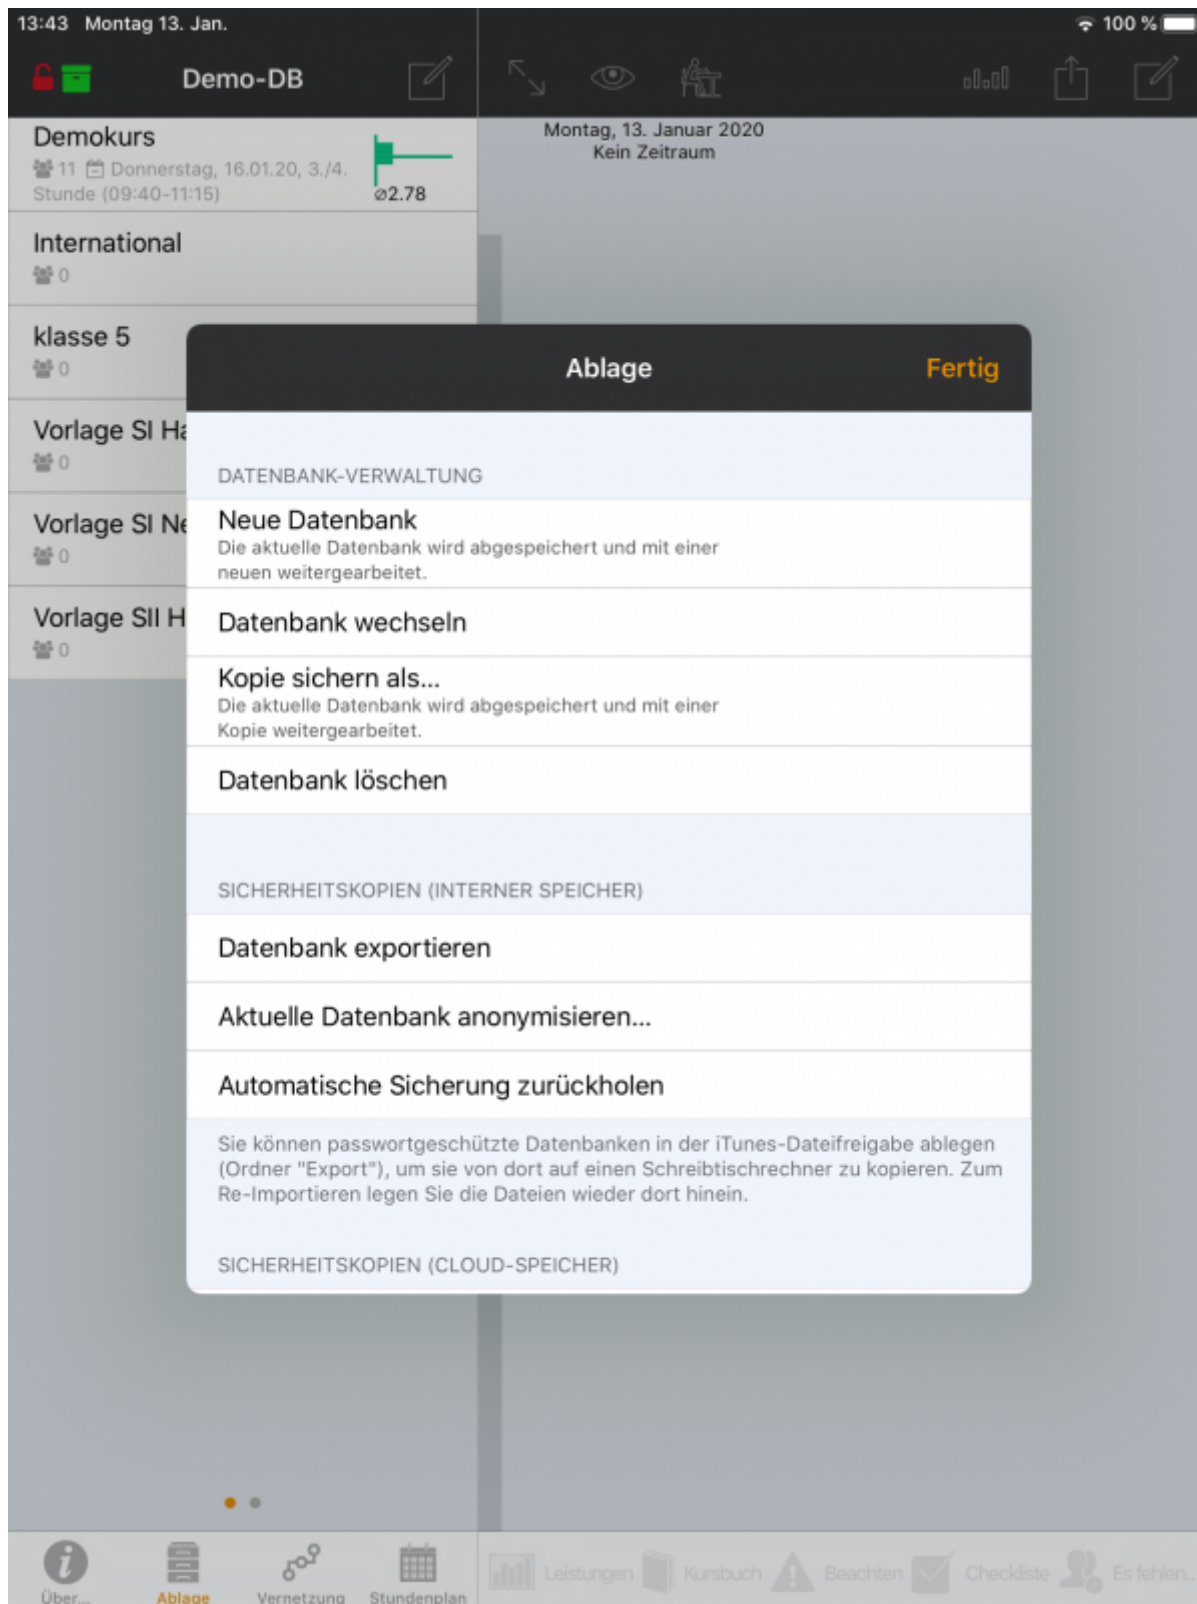 13:43 Montag 13. Jan.
100 %
Demo-DB
Demokurs
11 Donnerstag, 16.01.20, 3./4.
Stunde (09:40-11:15)
⌀2.78
International
0
klasse 5
0
Vorlage SI Ha
0
Vorlage SI Ne
0
Vorlage SII H
0
Montag, 13. Januar 2020
Kein Zeitraum
Ablage
Fertig
DATENBANK-VERWALTUNG
Neue Datenbank
Die aktuelle Datenbank wird abgespeichert und mit einer
neuen weitergearbeitet.
Datenbank wechseln
Kopie sichern als...
Die aktuelle Datenbank wird abgespeichert und mit einer
Kopie weitergearbeitet.
Datenbank löschen
SICHERHEITSKOPIEN (INTERNER SPEICHER)
Datenbank exportieren
Aktuelle Datenbank anonymisieren...
Automatische Sicherung zurückholen
Sie können passwortgeschützte Datenbanken in der iTunes-Dateifreigabe ablegen
(Ordner "Export"), um sie von dort auf einen Schreibtischrechner zu kopieren. Zum
Re-Importieren legen Sie die Dateien wieder dort hinein.
SICHERHEITSKOPIEN (CLOUD-SPEICHER)
Über...
Ablage
Vernetzung
Stundenplan
Leistungen
Kursbuch
Beachten
Checkliste
Es fehlen...